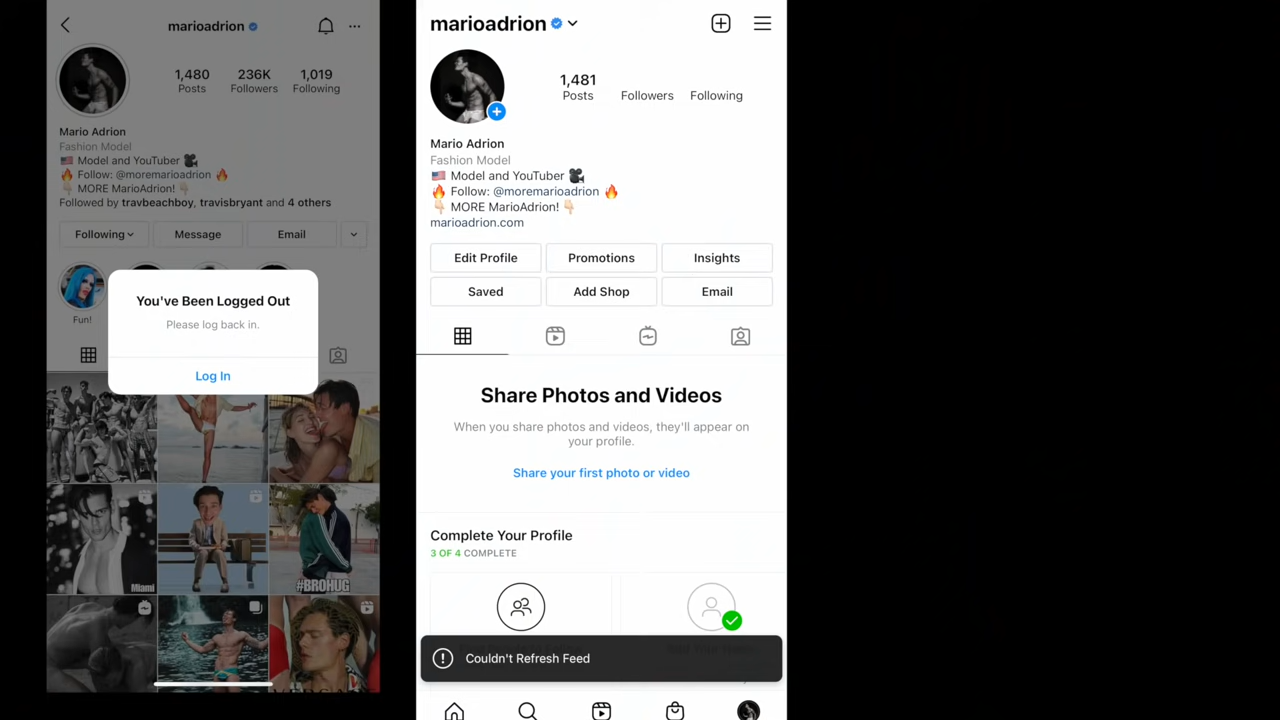 marioadrion
1,480 236K 1,019
Posts Followers Following
Mario Adrion
Fashion Model
🇺🇸 Model and YouTuber 🎥
🔥 Follow: @moremarioadrion 🔥
👇🏻 MORE MarioAdrion! 👇🏻
Followed by travbeachboy, travisbryant and 4 others
Following Message Email
Fun!
You've Been Logged Out
Please log back in.
Log In
Miami
#BROHUG
marioadrion
1,481
Posts Followers Following
Mario Adrion
Fashion Model
🇺🇸 Model and YouTuber 🎥
🔥 Follow: @moremarioadrion 🔥
👇🏻 MORE MarioAdrion! 👇🏻
marioadrion.com
Edit Profile Promotions Insights
Saved Add Shop Email
Share Photos and Videos
When you share photos and videos, they'll appear on
your profile.
Share your first photo or video
Complete Your Profile
3 OF 4 COMPLETE
Couldn't Refresh Feed